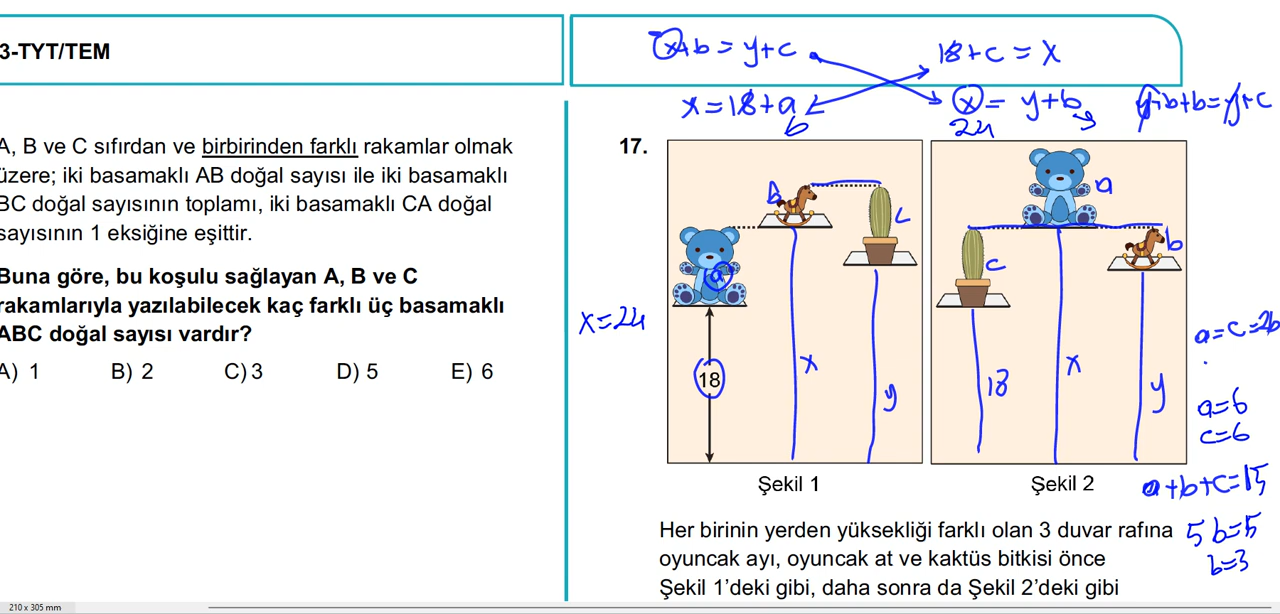 3-TYT/TEM
A, B ve C sıfırdan ve birbirinden farklı rakamlar olmak
üzere; iki basamaklı AB doğal sayısı ile iki basamaklı
BC doğal sayısının toplamı, iki basamaklı CA doğal
sayısının 1 eksiğine eşittir.
Buna göre, bu koşulu sağlayan A, B ve C
rakamlarıyla yazılabilecek kaç farklı üç basamaklı
ABC doğal sayısı vardır?
A) 1 B) 2 C) 3 D) 5 E) 6
x+b = y+c
18+c = x
x = 18+a
6
x = y+b
24
y+b+b=y+c
17.
b
c
a
18
x
y
x=24
a
b
c
18
x
y
Şekil 1
Şekil 2
a=c=2b
a=6
c=6
a+b+c=15
5b=5
b=3
Her birinin yerden yüksekliği farklı olan 3 duvar rafına
oyuncak ayı, oyuncak at ve kaktüs bitkisi önce
Şekil 1'deki gibi, daha sonra da Şekil 2'deki gibi
210 x 305 mm